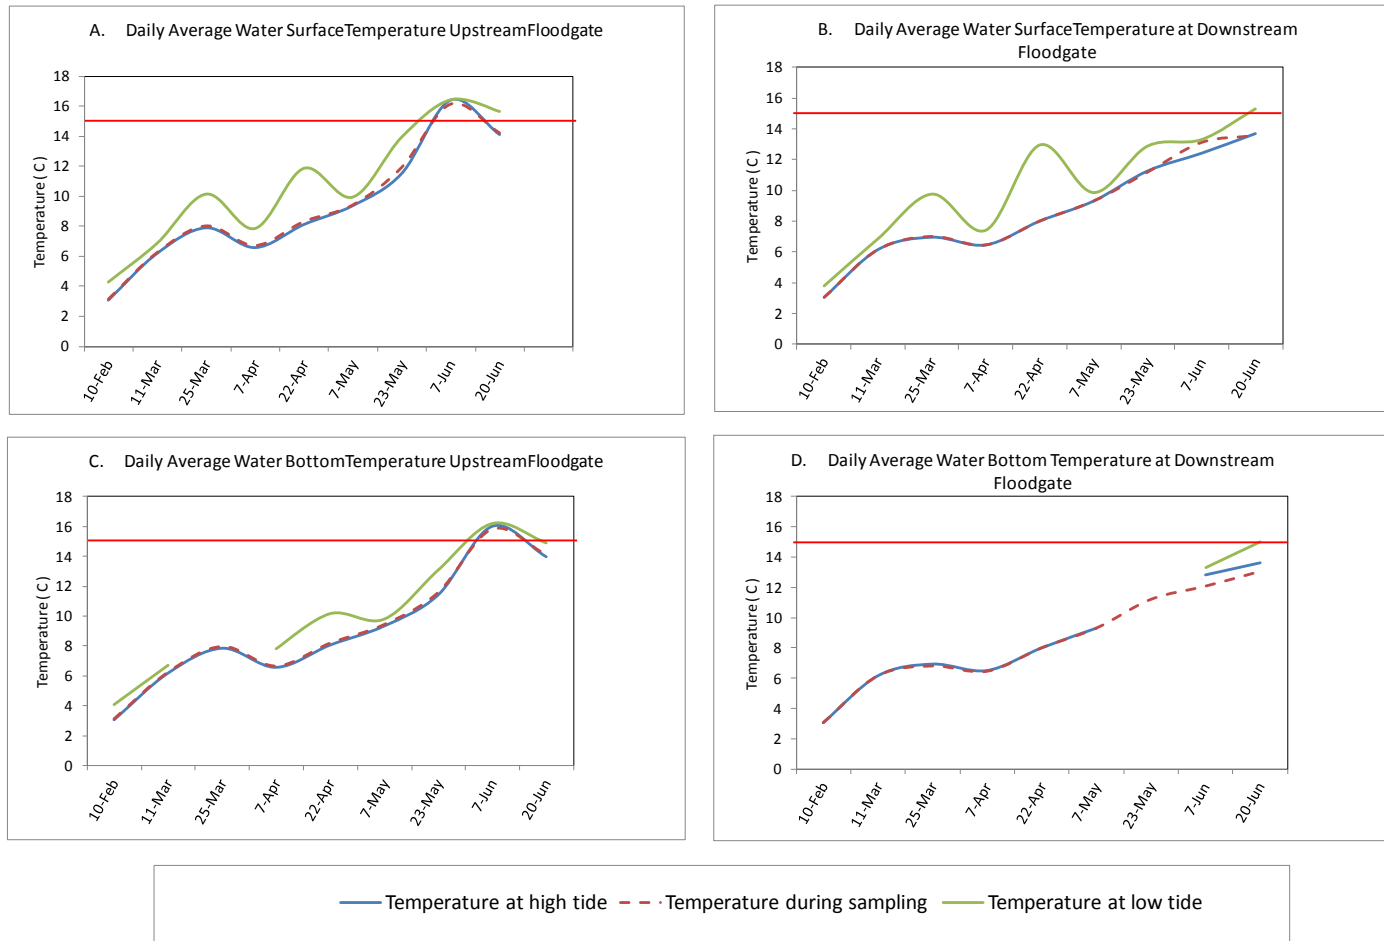 A. Daily Average Water SurfaceTemperature UpstreamFloodgate
Temperature ( C )
18
16
14
12
10
8
6
4
2
0
10-Feb
11-Mar
25-Mar
7-Apr
22-Apr
7-May
23-May
7-Jun
20-Jun
B. Daily Average Water SurfaceTemperature at Downstream
Floodgate
Temperature ( C )
18
16
14
12
10
8
6
4
2
0
10-Feb
11-Mar
25-Mar
7-Apr
22-Apr
7-May
23-May
7-Jun
20-Jun
C. Daily Average Water BottomTemperature UpstreamFloodgate
Temperature ( C )
18
16
14
12
10
8
6
4
2
0
10-Feb
11-Mar
25-Mar
7-Apr
22-Apr
7-May
23-May
7-Jun
20-Jun
D. Daily Average Water Bottom Temperature at Downstream
Floodgate
Temperature ( C )
18
16
14
12
10
8
6
4
2
0
10-Feb
11-Mar
25-Mar
7-Apr
22-Apr
7-May
23-May
7-Jun
20-Jun
Temperature at high tide Temperature during sampling Temperature at low tide